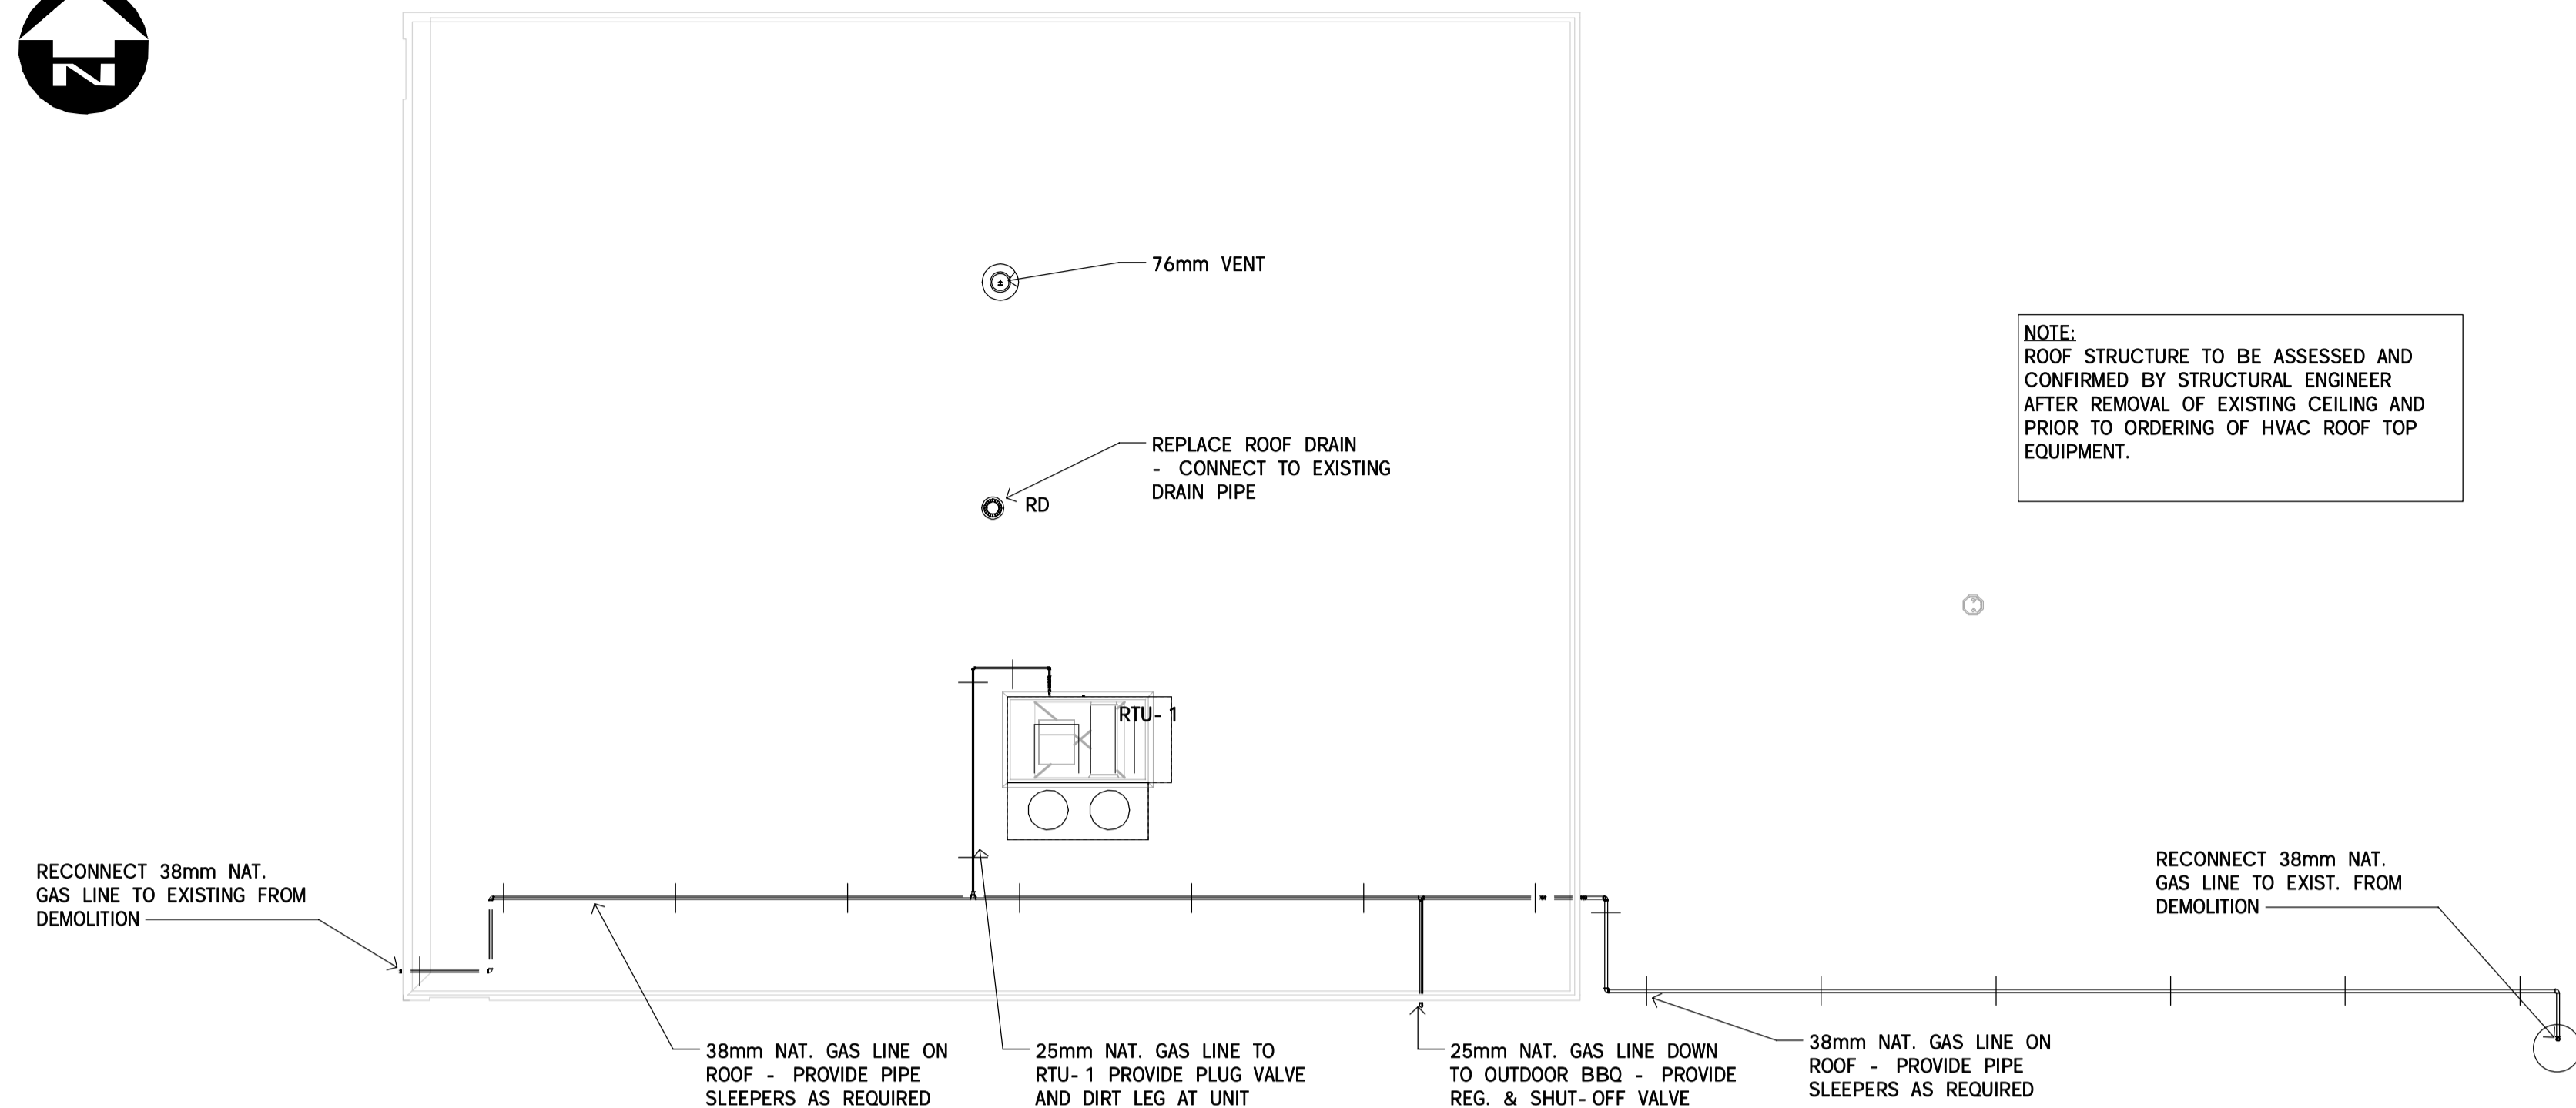 N
76mm VENT
NOTE:
ROOF STRUCTURE TO BE ASSESSED AND
CONFIRMED BY STRUCTURAL ENGINEER
AFTER REMOVAL OF EXISTING CEILING AND
PRIOR TO ORDERING OF HVAC ROOF TOP
EQUIPMENT.
REPLACE ROOF DRAIN
- CONNECT TO EXISTING
DRAIN PIPE
RD
RTU-1
RECONNECT 38mm NAT.
GAS LINE TO EXISTING FROM
DEMOLITION
RECONNECT 38mm NAT.
GAS LINE TO EXIST. FROM
DEMOLITION
38mm NAT. GAS LINE ON
ROOF - PROVIDE PIPE
SLEEPERS AS REQUIRED
25mm NAT. GAS LINE TO
RTU-1 PROVIDE PLUG VALVE
AND DIRT LEG AT UNIT
25mm NAT. GAS LINE DOWN
TO OUTDOOR BBQ - PROVIDE
REG. & SHUT-OFF VALVE
38mm NAT. GAS LINE ON
ROOF - PROVIDE PIPE
SLEEPERS AS REQUIRED